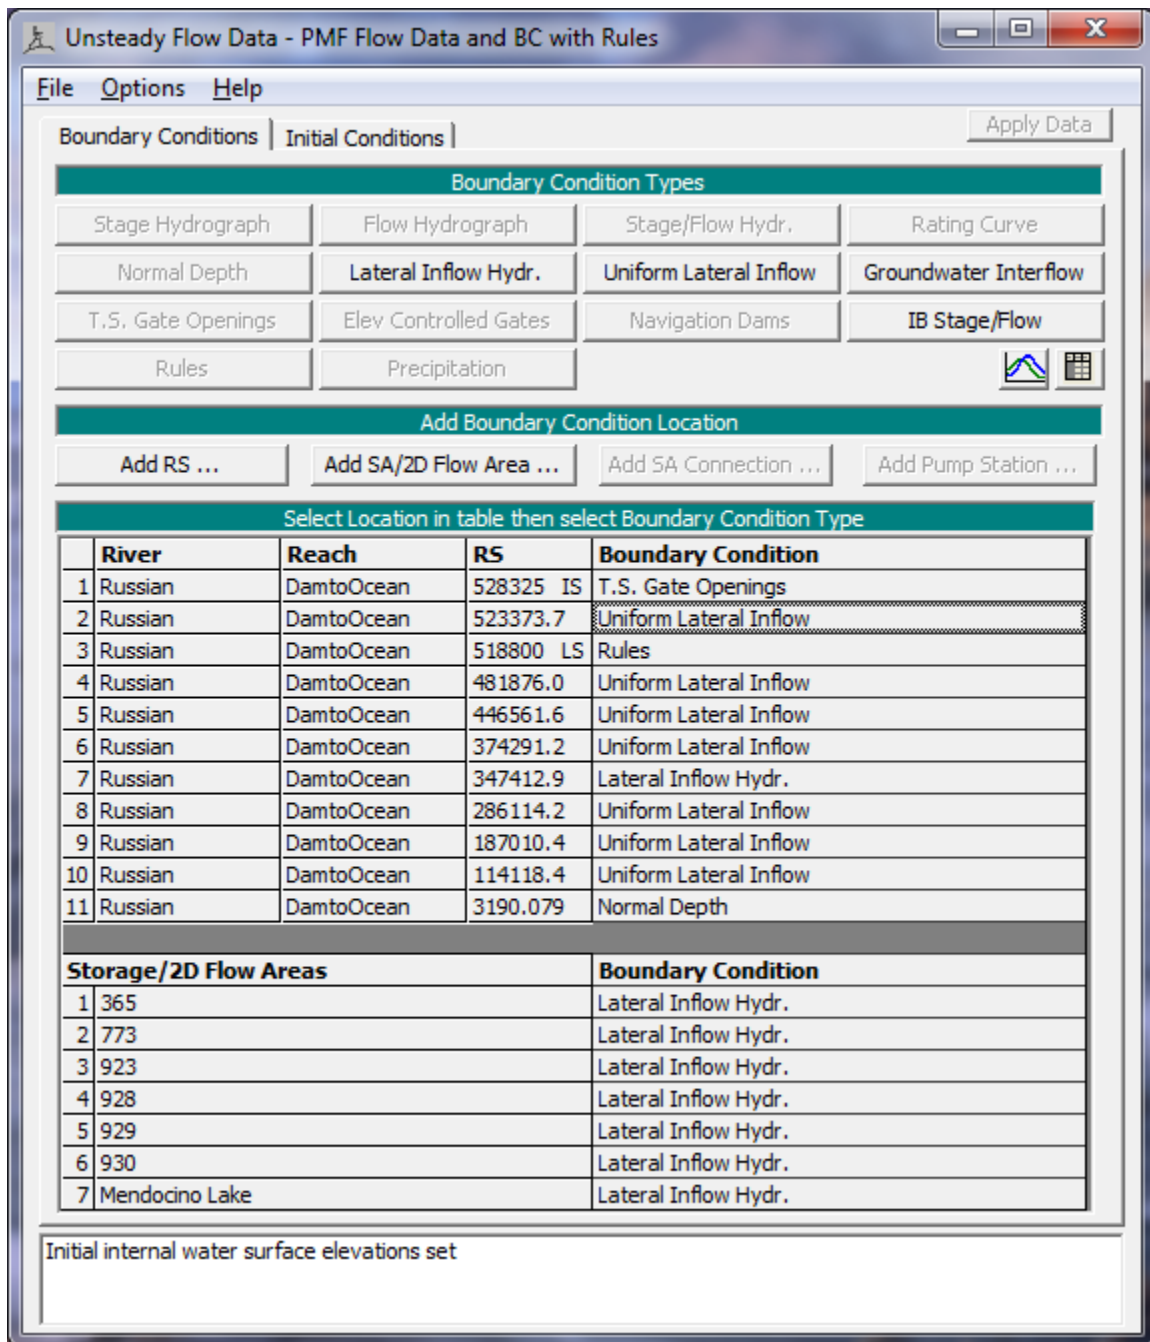 Unsteady Flow Data - PMF Flow Data and BC with Rules
File Options Help
Boundary Conditions Initial Conditions Apply Data
Boundary Condition Types
Stage Hydrograph Flow Hydrograph Stage/Flow Hydr. Rating Curve
Normal Depth Lateral Inflow Hydr. Uniform Lateral Inflow Groundwater Interflow
T.S. Gate Openings Elev Controlled Gates Navigation Dams IB Stage/Flow
Rules Precipitation
Add Boundary Condition Location
Add RS ... Add SA/2D Flow Area ... Add SA Connection ... Add Pump Station ...
Select Location in table then select Boundary Condition Type
River Reach RS Boundary Condition
1 Russian DamtoOcean 528325 IS T.S. Gate Openings
2 Russian DamtoOcean 523373.7 Uniform Lateral Inflow
3 Russian DamtoOcean 518800 LS Rules
4 Russian DamtoOcean 481876.0 Uniform Lateral Inflow
5 Russian DamtoOcean 446561.6 Uniform Lateral Inflow
6 Russian DamtoOcean 374291.2 Uniform Lateral Inflow
7 Russian DamtoOcean 347412.9 Lateral Inflow Hydr.
8 Russian DamtoOcean 286114.2 Uniform Lateral Inflow
9 Russian DamtoOcean 187010.4 Uniform Lateral Inflow
10 Russian DamtoOcean 114118.4 Uniform Lateral Inflow
11 Russian DamtoOcean 3190.079 Normal Depth
Storage/2D Flow Areas Boundary Condition
1 365 Lateral Inflow Hydr.
2 773 Lateral Inflow Hydr.
3 923 Lateral Inflow Hydr.
4 928 Lateral Inflow Hydr.
5 929 Lateral Inflow Hydr.
6 930 Lateral Inflow Hydr.
7 Mendocino Lake Lateral Inflow Hydr.
Initial internal water surface elevations set